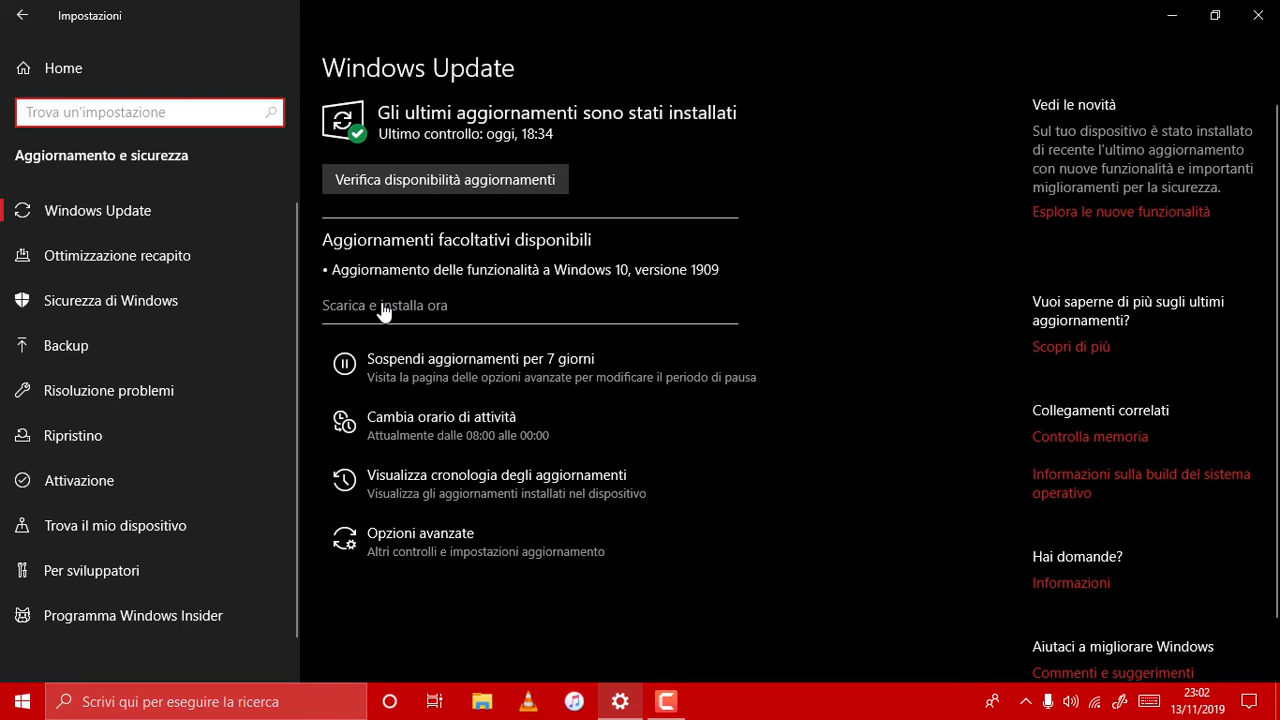 Impostazioni
Home
Trova un'impostazione
Aggiornamento e sicurezza
Windows Update
Ottimizzazione recapito
Sicurezza di Windows
Backup
Risoluzione problemi
Ripristino
Attivazione
Trova il mio dispositivo
Per sviluppatori
Programma Windows Insider
Windows Update
Gli ultimi aggiornamenti sono stati installati
Ultimo controllo: oggi, 18:34
Verifica disponibilità aggiornamenti
Aggiornamenti facoltativi disponibili
• Aggiornamento delle funzionalità a Windows 10, versione 1909
Scarica e installa ora
Sospendi aggiornamenti per 7 giorni
Visita la pagina delle opzioni avanzate per modificare il periodo di pausa
Cambia orario di attività
Attualmente dalle 08:00 alle 00:00
Visualizza cronologia degli aggiornamenti
Visualizza gli aggiornamenti installati nel dispositivo
Opzioni avanzate
Altri controlli e impostazioni aggiornamento
Vedi le novità
Sul tuo dispositivo è stato installato
di recente l'ultimo aggiornamento
con nuove funzionalità e importanti
miglioramenti per la sicurezza.
Esplora le nuove funzionalità
Vuoi saperne di più sugli ultimi
aggiornamenti?
Scopri di più
Collegamenti correlati
Controlla memoria
Informazioni sulla build del sistema
operativo
Hai domande?
Informazioni
Aiutaci a migliorare Windows
Commenti e suggerimenti
Scrivi qui per eseguire la ricerca
23:02
13/11/2019